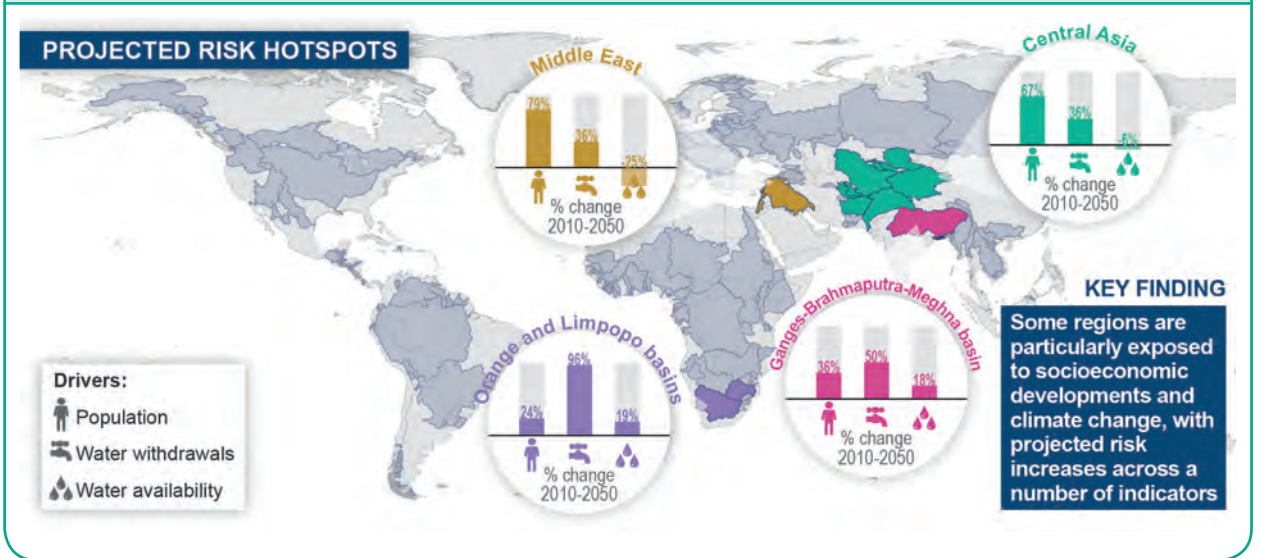 PROJECTED RISK HOTSPOTS
Middle East
79%
36%
-25%
% change
2010-2050
Central Asia
67%
36%
-6%
% change
2010-2050
Orange and Limpopo basins
24%
96%
19%
% change
2010-2050
Ganges-Brahmaputra-Meghna basin
36%
50%
18%
% change
2010-2050
Drivers:
Population
Water withdrawals
Water availability
KEY FINDING
Some regions are
particularly exposed
to socioeconomic
developments and
climate change, with
projected risk
increases across a
number of indicators